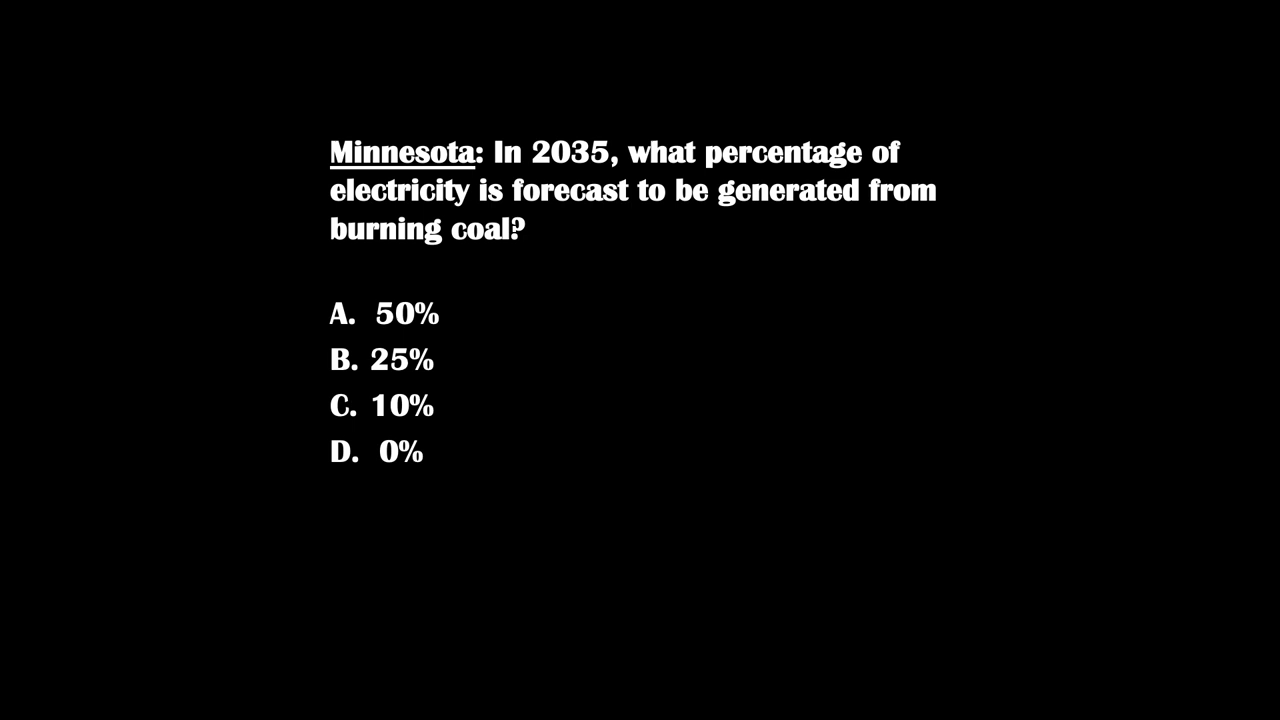 Minnesota: In 2035, what percentage of
electricity is forecast to be generated from
burning coal?
A. 50%
B. 25%
C. 10%
D. 0%